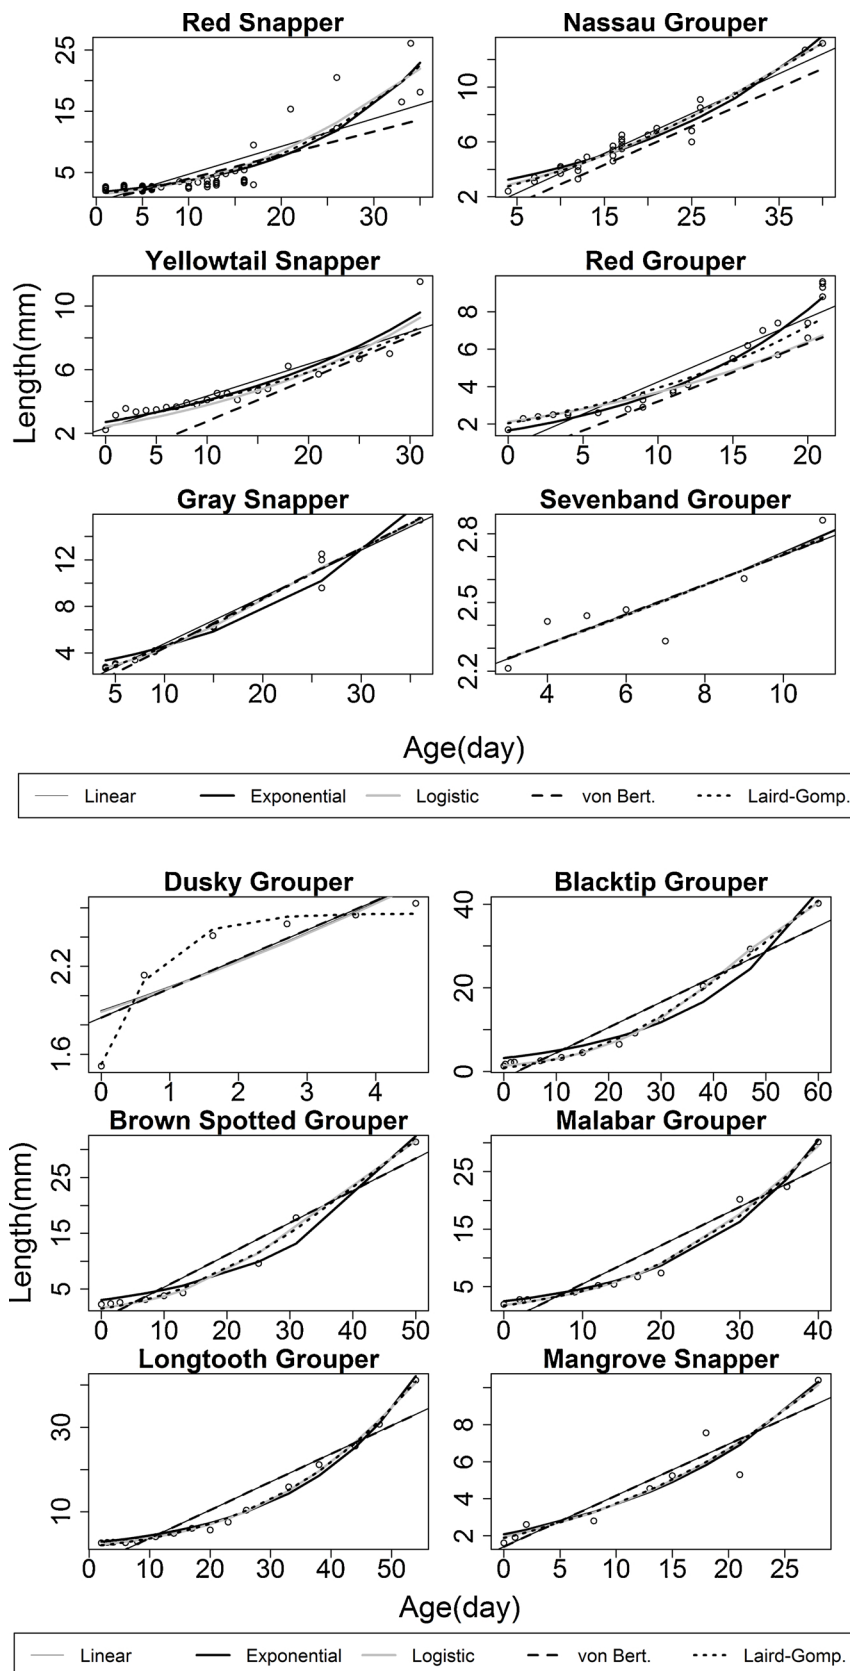 Red Snapper
Nassau Grouper
25
15
5
0 5 10 20 30
10
6
2
5 15 25 35
Yellowtail Snapper
Red Grouper
Length(mm)
10
6
2
0 5 10 20 30
8
6
4
2
0 5 10 15 20
Gray Snapper
Sevenband Grouper
12
8
4
5 10 20 30
2.8
2.5
2.2
4 6 8 10
Age(day)
Linear Exponential Logistic von Bert. Laird-Gomp.
Dusky Grouper
Blacktip Grouper
2.2
1.6
0 1 2 3 4
40
20
0
0 10 20 30 40 50 60
Brown Spotted Grouper
Malabar Grouper
Length(mm)
25
15
5
0 10 20 30 40 50
25
15
5
0 10 20 30 40
Longtooth Grouper
Mangrove Snapper
30
10
0 10 20 30 40 50
8
6
4
2
0 5 10 15 20 25
Age(day)
Linear Exponential Logistic von Bert. Laird-Gomp.